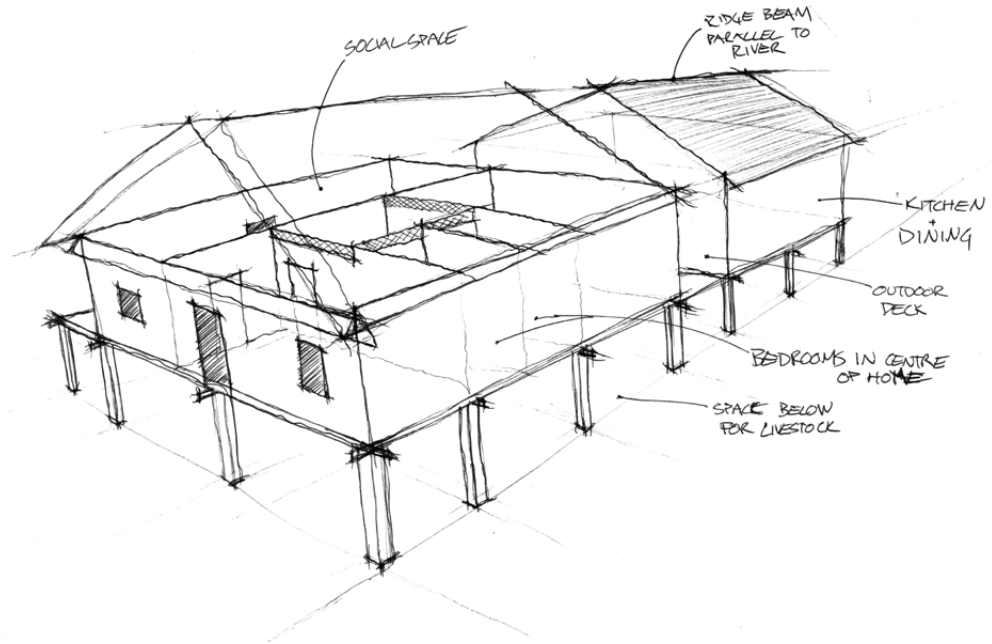 SOCIAL SPACE
RIDGE BEAM
PARALLEL TO
RIVER
KITCHEN
+
DINING
OUTDOOR
DECK
BEDROOMS IN CENTRE
OF HOME
SPACE BELOW
FOR LIVESTOCK